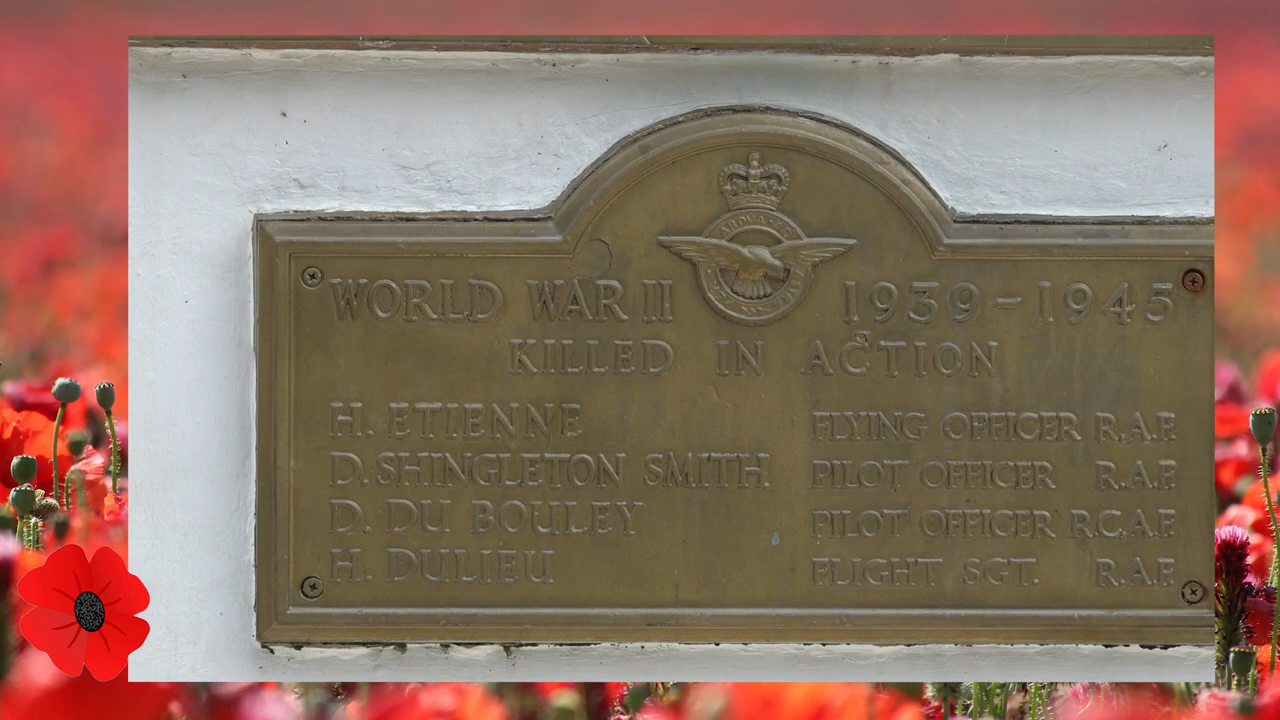 WORLD WAR II 1939-1945
KILLED IN ACTION
H. ETIENNE FLYING OFFICER R.A.F.
D. SHINGLETON SMITH PILOT OFFICER R.A.F.
D. DU BOULEY PILOT OFFICER R.C.A.F.
H. DULIEU FLIGHT SGT. R.A.F.